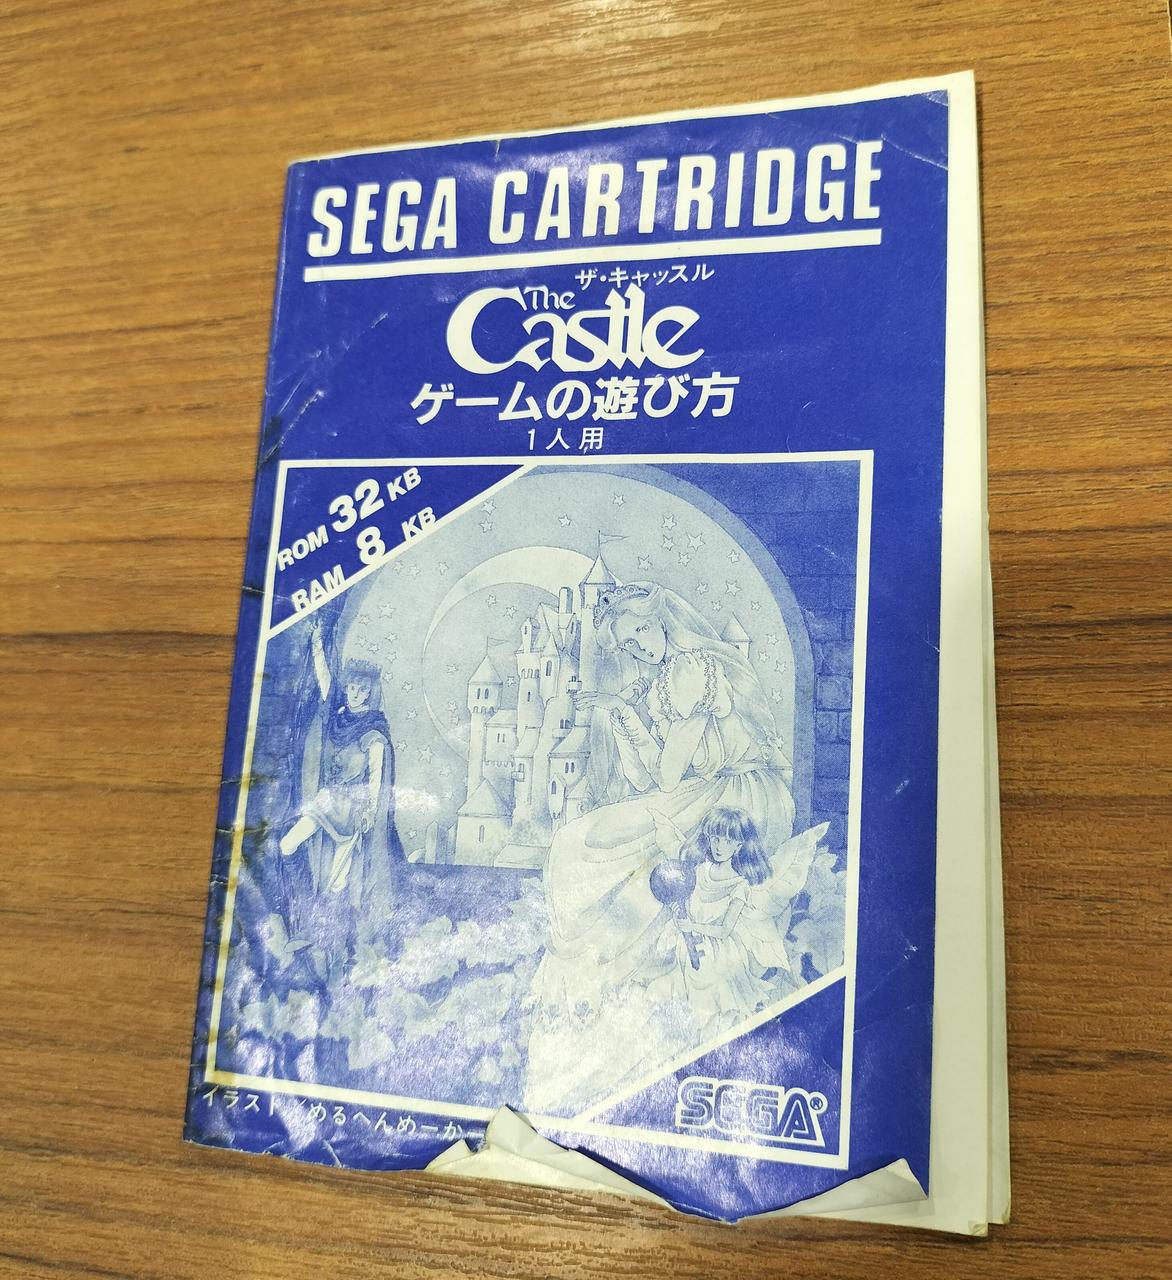 SEGA CARTRIDGE
ザ・キャッスル
The
Castle
ゲームの遊び方
1人用
ROM 32 KB
RAM 8 KB
SEGA®
イラスト/めるへんめーか